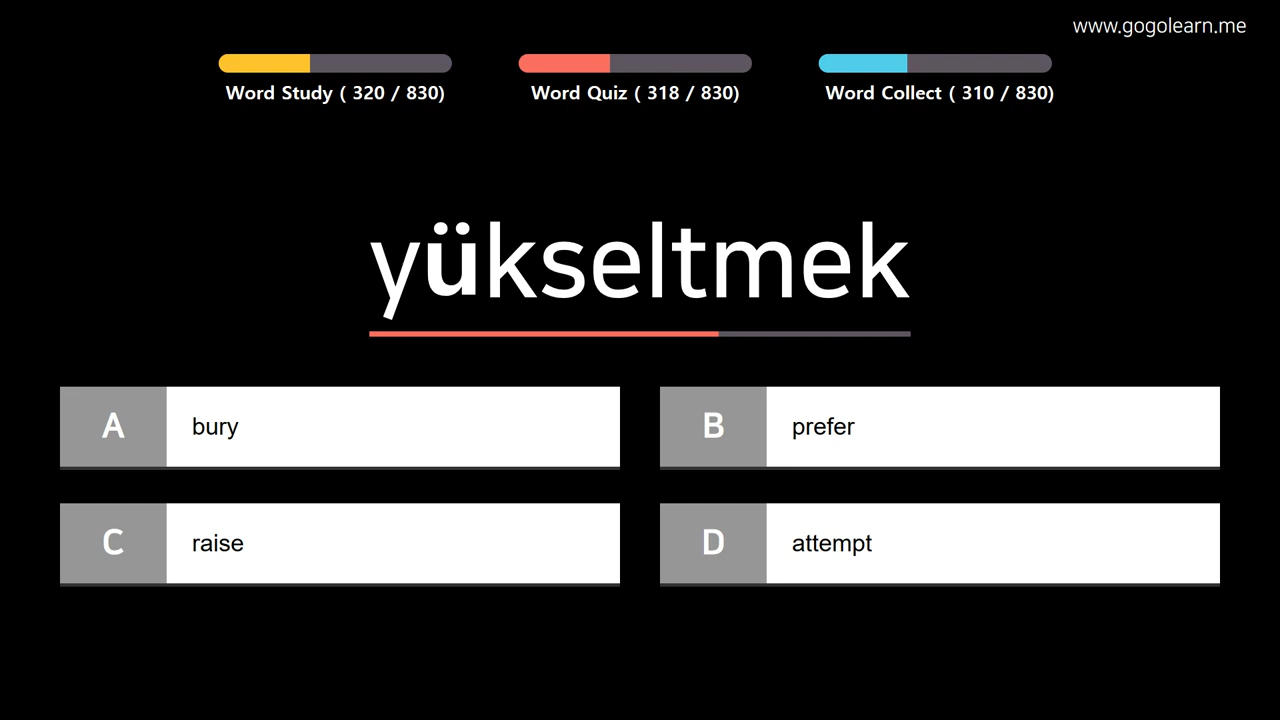 www.gogolearn.me
Word Study ( 320 / 830)
Word Quiz ( 318 / 830)
Word Collect ( 310 / 830)
yükseltmek
A bury
B prefer
C raise
D attempt